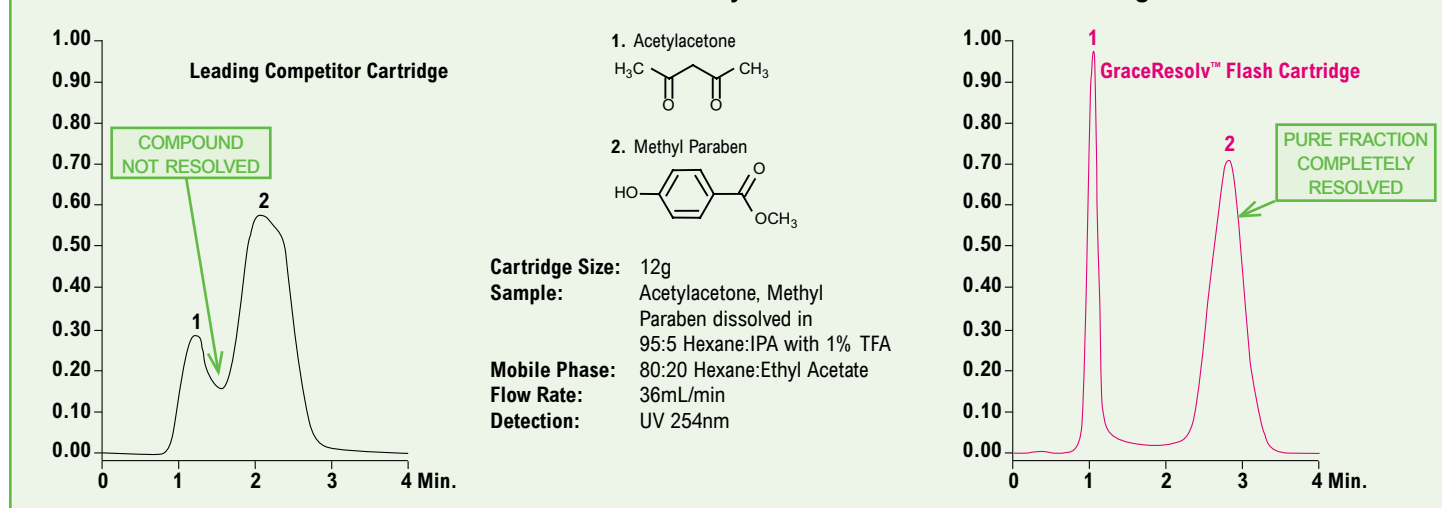 1.00
0.90
0.80
0.70
0.60
0.50
0.40
0.30
0.20
0.10
0.00
Leading Competitor Cartridge
COMPOUND
NOT RESOLVED
1
2
0 1 2 3 4 Min.
1. Acetylacetone
H3C CH3
O O
2. Methyl Paraben
HO O
OCH3
Cartridge Size: 12g
Sample: Acetylacetone, Methyl
Paraben dissolved in
95:5 Hexane:IPA with 1% TFA
Mobile Phase: 80:20 Hexane:Ethyl Acetate
Flow Rate: 36mL/min
Detection: UV 254nm
1.00
0.90
0.80
0.70
0.60
0.50
0.40
0.30
0.20
0.10
0.00
1
GraceResolv™ Flash Cartridge
2
PURE FRACTION
COMPLETELY
RESOLVED
0 1 2 3 4 Min.